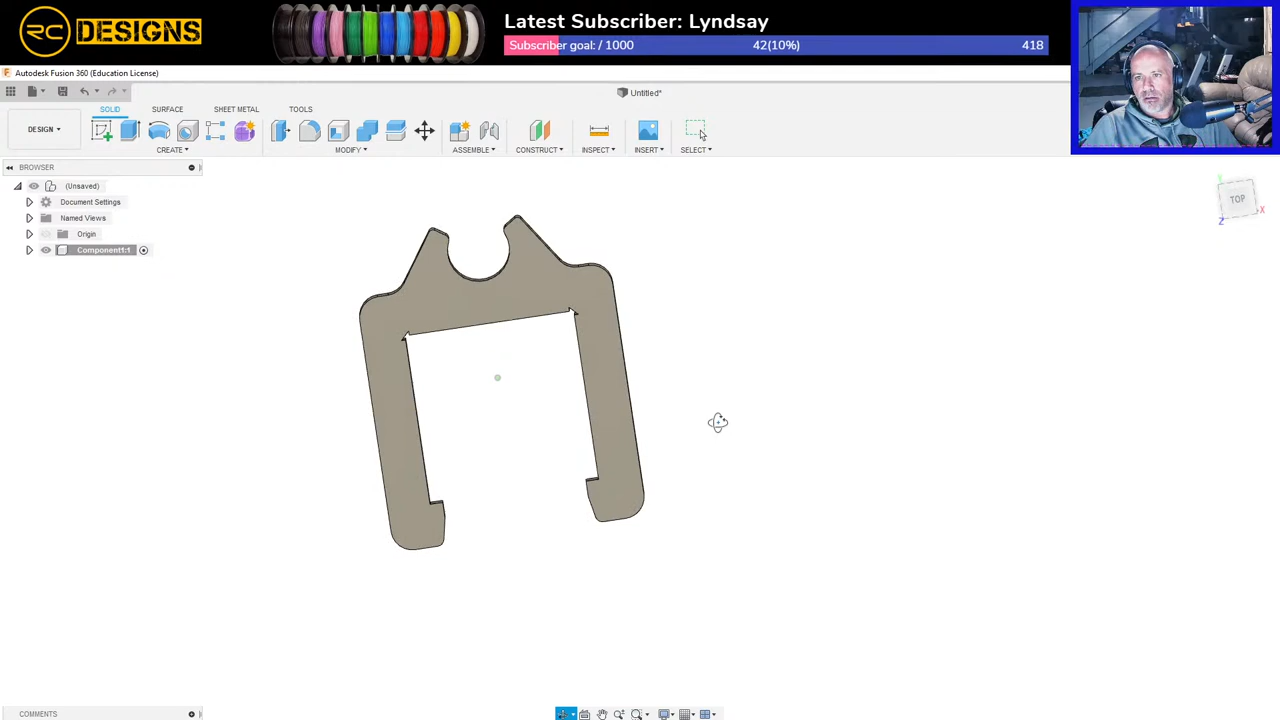 RC DESIGNS
Latest Subscriber: Lyndsay
Subscriber goal: / 1000 42(10%) 418
Autodesk Fusion 360 (Education License)
Untitled*
SOLID SURFACE SHEET METAL TOOLS
DESIGN
CREATE MODIFY ASSEMBLE CONSTRUCT INSPECT INSERT SELECT
BROWSER
(Unsaved)
Document Settings
Named Views
Origin
Component1:1
TOP
Y
X
Z
COMMENTS